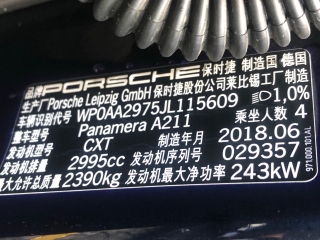 品牌 PORSCHE 保时捷 制造国 德国
生产厂 Porsche Leipzig GmbH 保时捷股份公司莱比锡工厂制造
车辆识别代号 WP0AA2975JL115609 1,0%
整车型号 Panamera A211 乘坐人数 4
发动机型号 CXT 制造年月 2018.06
发动机排量 2995cc 发动机序列号 029357
最大允许总质量 2390kg 发动机最大净功率 243kW
971.000.101.AL